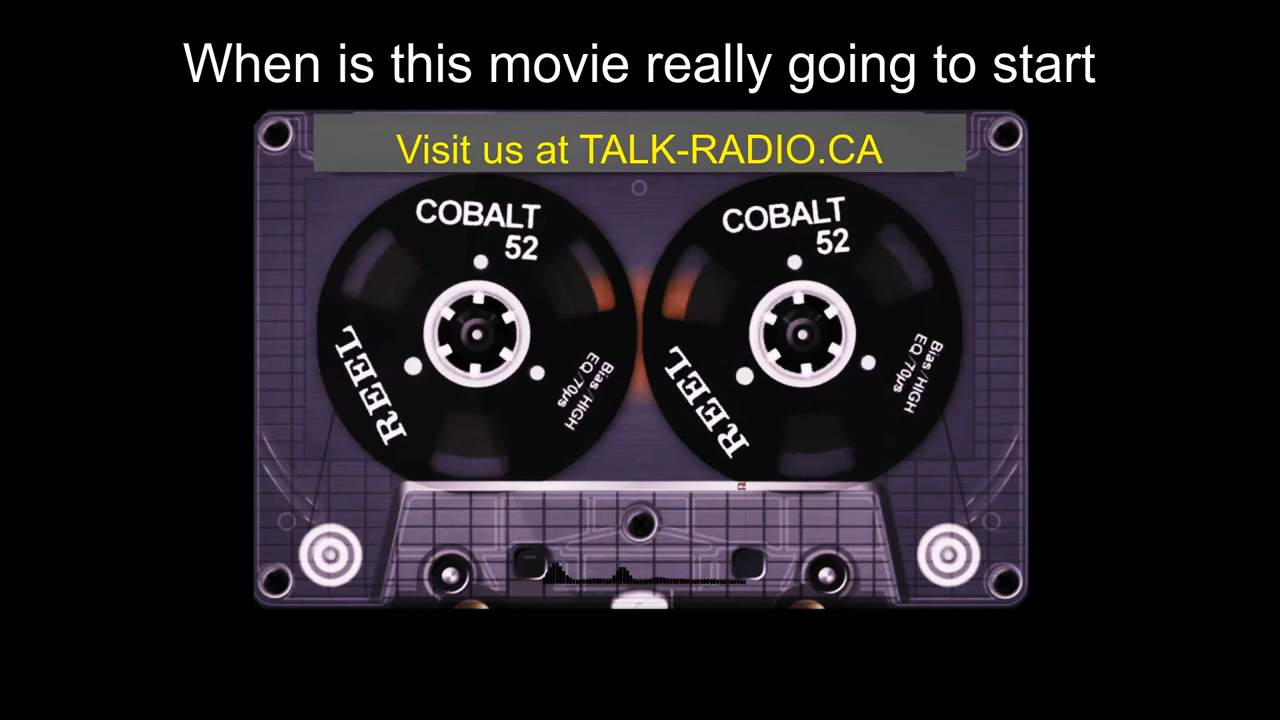 When is this movie really going to start
Visit us at TALK-RADIO.CA
COBALT
52
REEL
Bias/HIGH
EQ/70µs
COBALT
52
REEL
Bias/HIGH
EQ/70µs